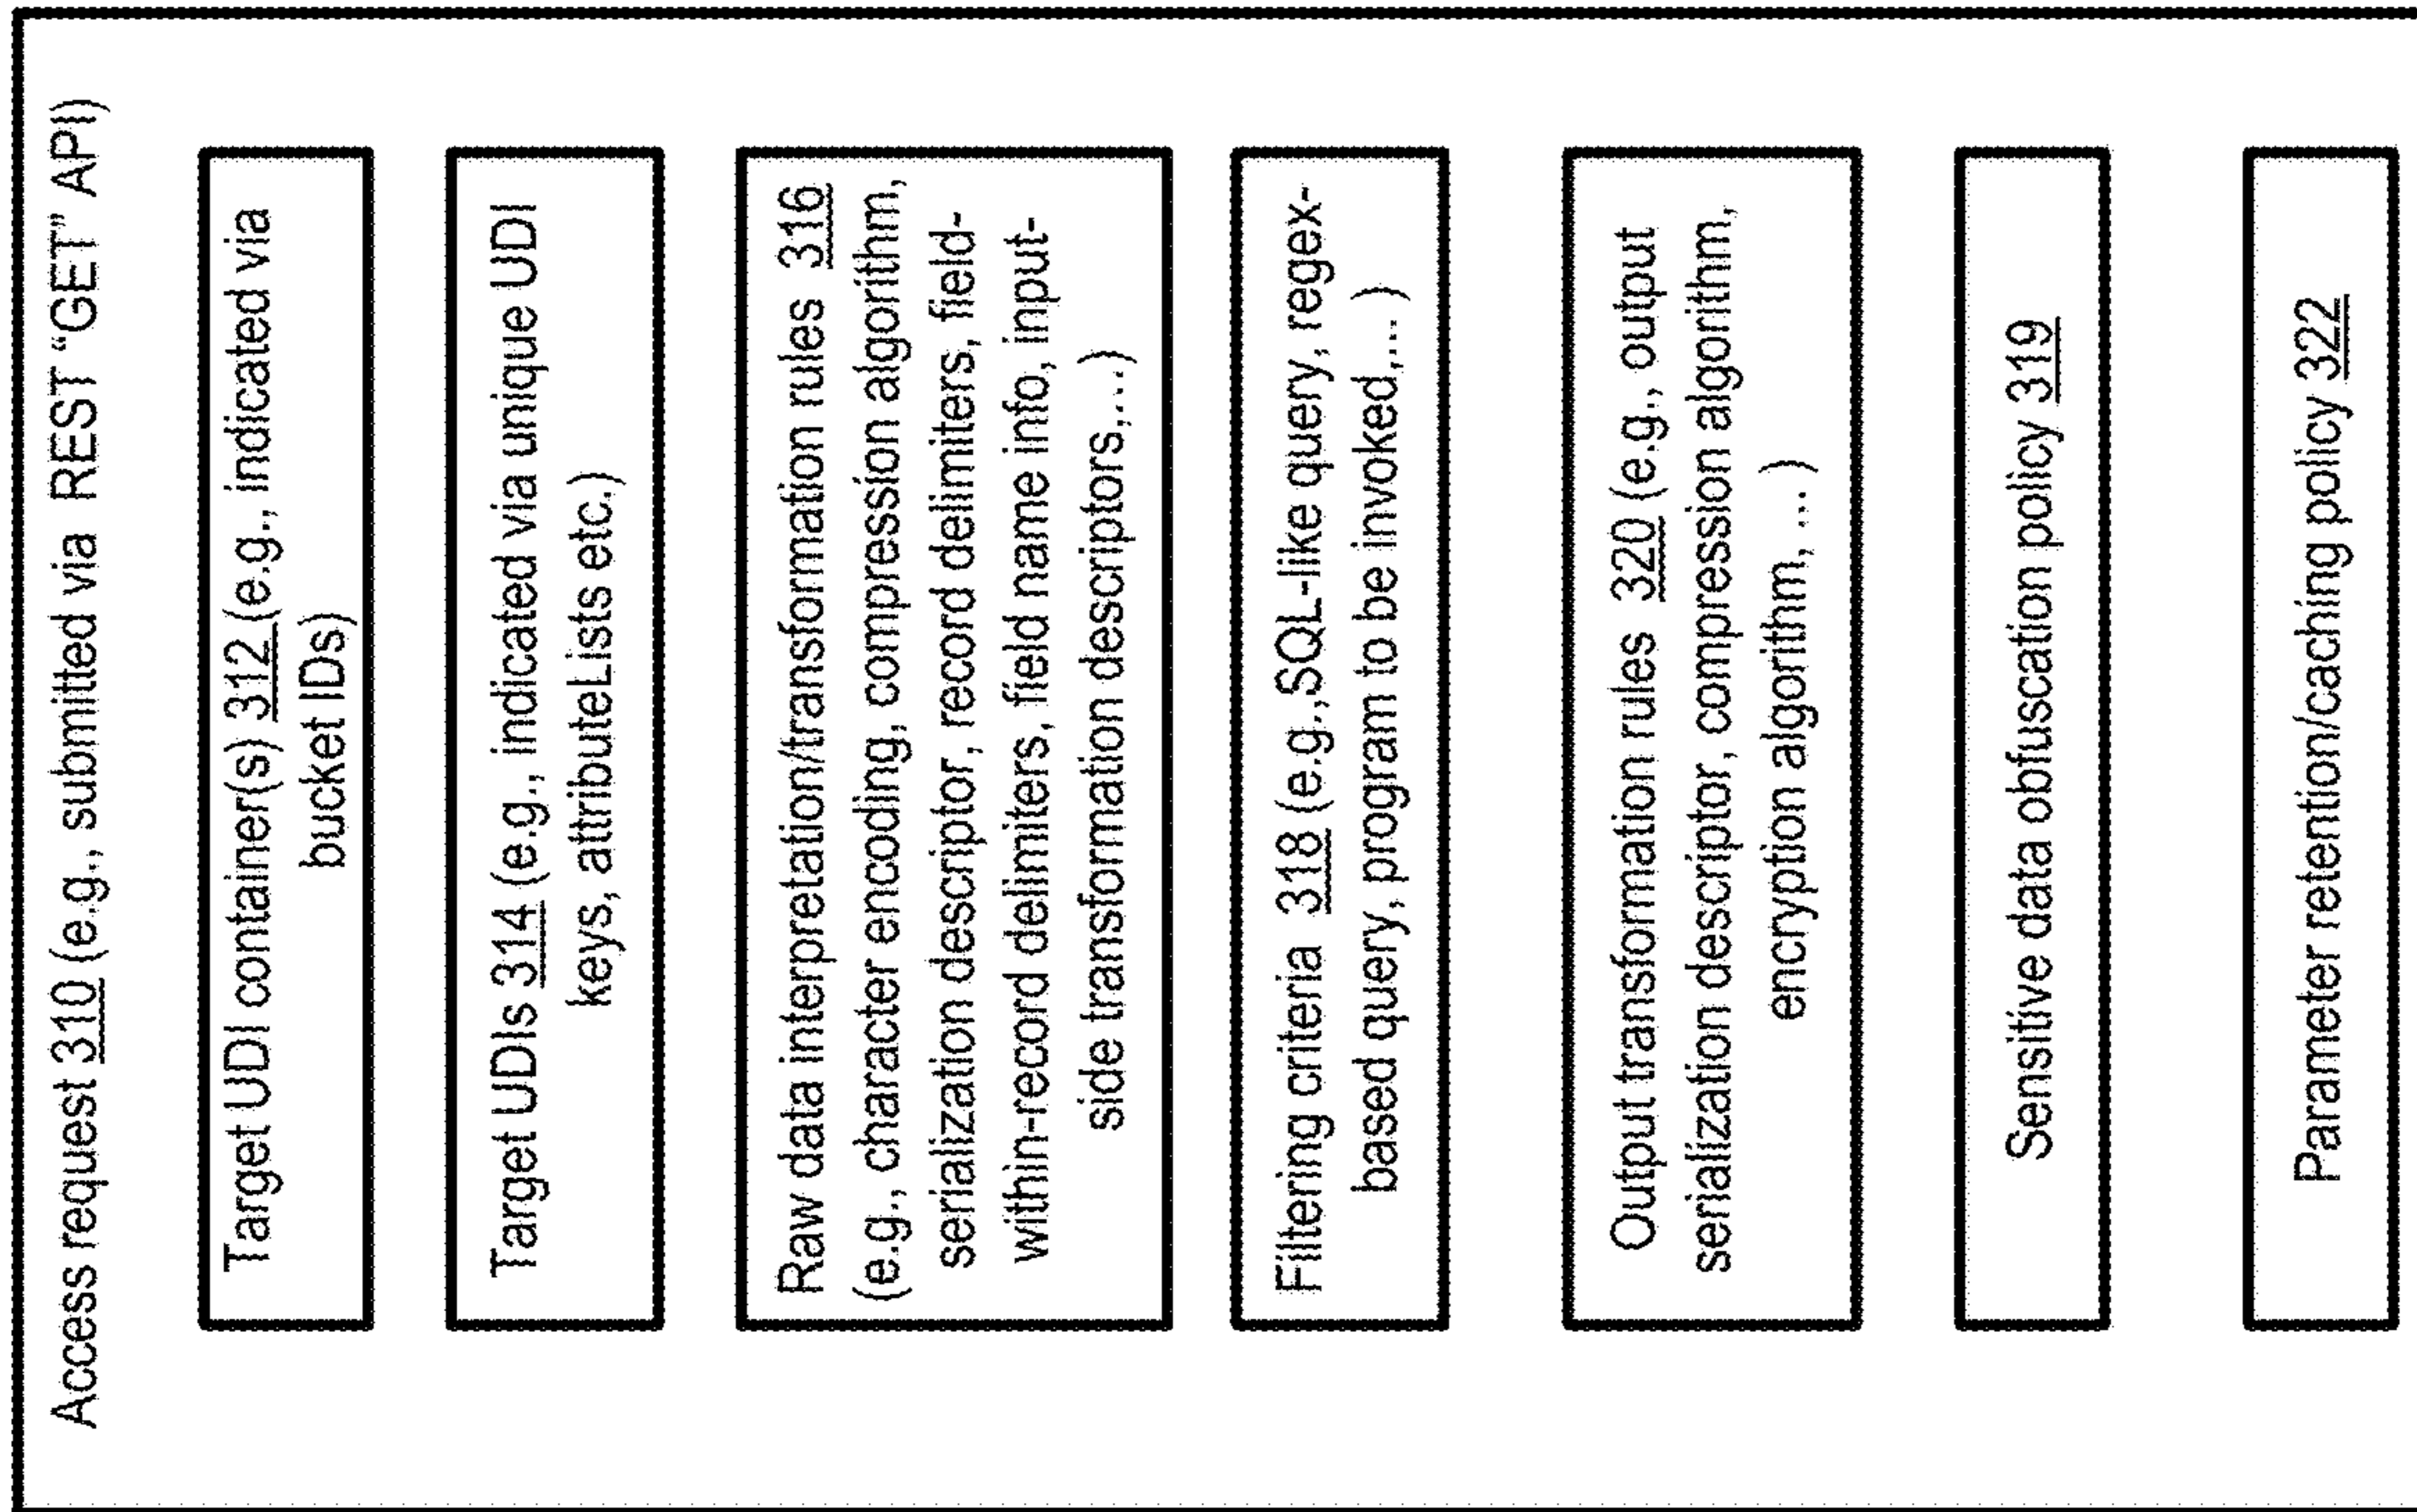 Access request 310 (e.g., submitted via REST “GET” API)
Target UDI container(s) 312 (e.g., indicated via
bucket IDs)
Target UDIs 314 (e.g., indicated via unique UDI
keys, attributeLists etc.)
Raw data interpretation/transformation rules 316
(e.g., character encoding, compression algorithm,
serialization descriptor, record delimiters, field-
within-record delimiters, field name info, input-
side transformation descriptors,...)
Filtering criteria 318 (e.g.,SQL-like query, regex-
based query, program to be invoked,... )
Output transformation rules 320 (e.g., output
serialization descriptor, compression algorithm,
encryption algorithm, ... )
Sensitive data obfuscation policy 319
Parameter retention/caching policy 322